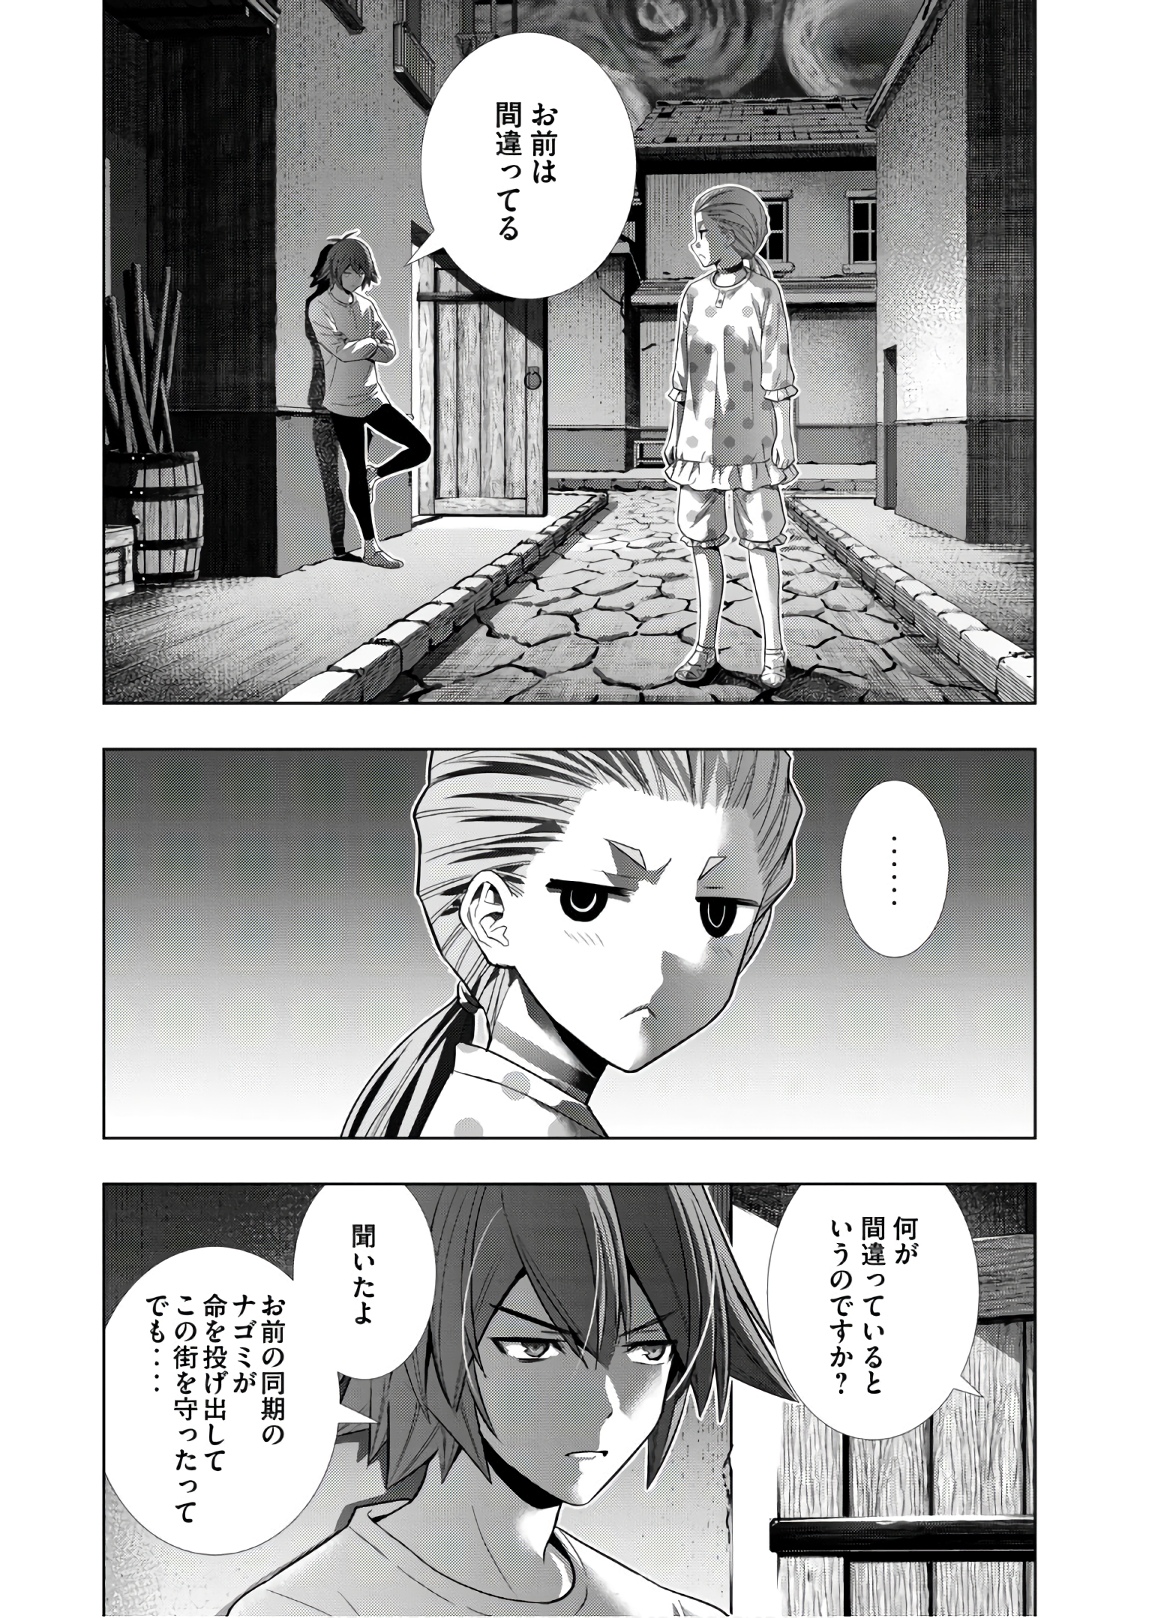 お前は
間違ってる
……
何が
間違っていると
いうのですか？
聞いたよ
お前の同期の
ナゴミが
命を投げ出して
この街を守ったって
でも‥‥